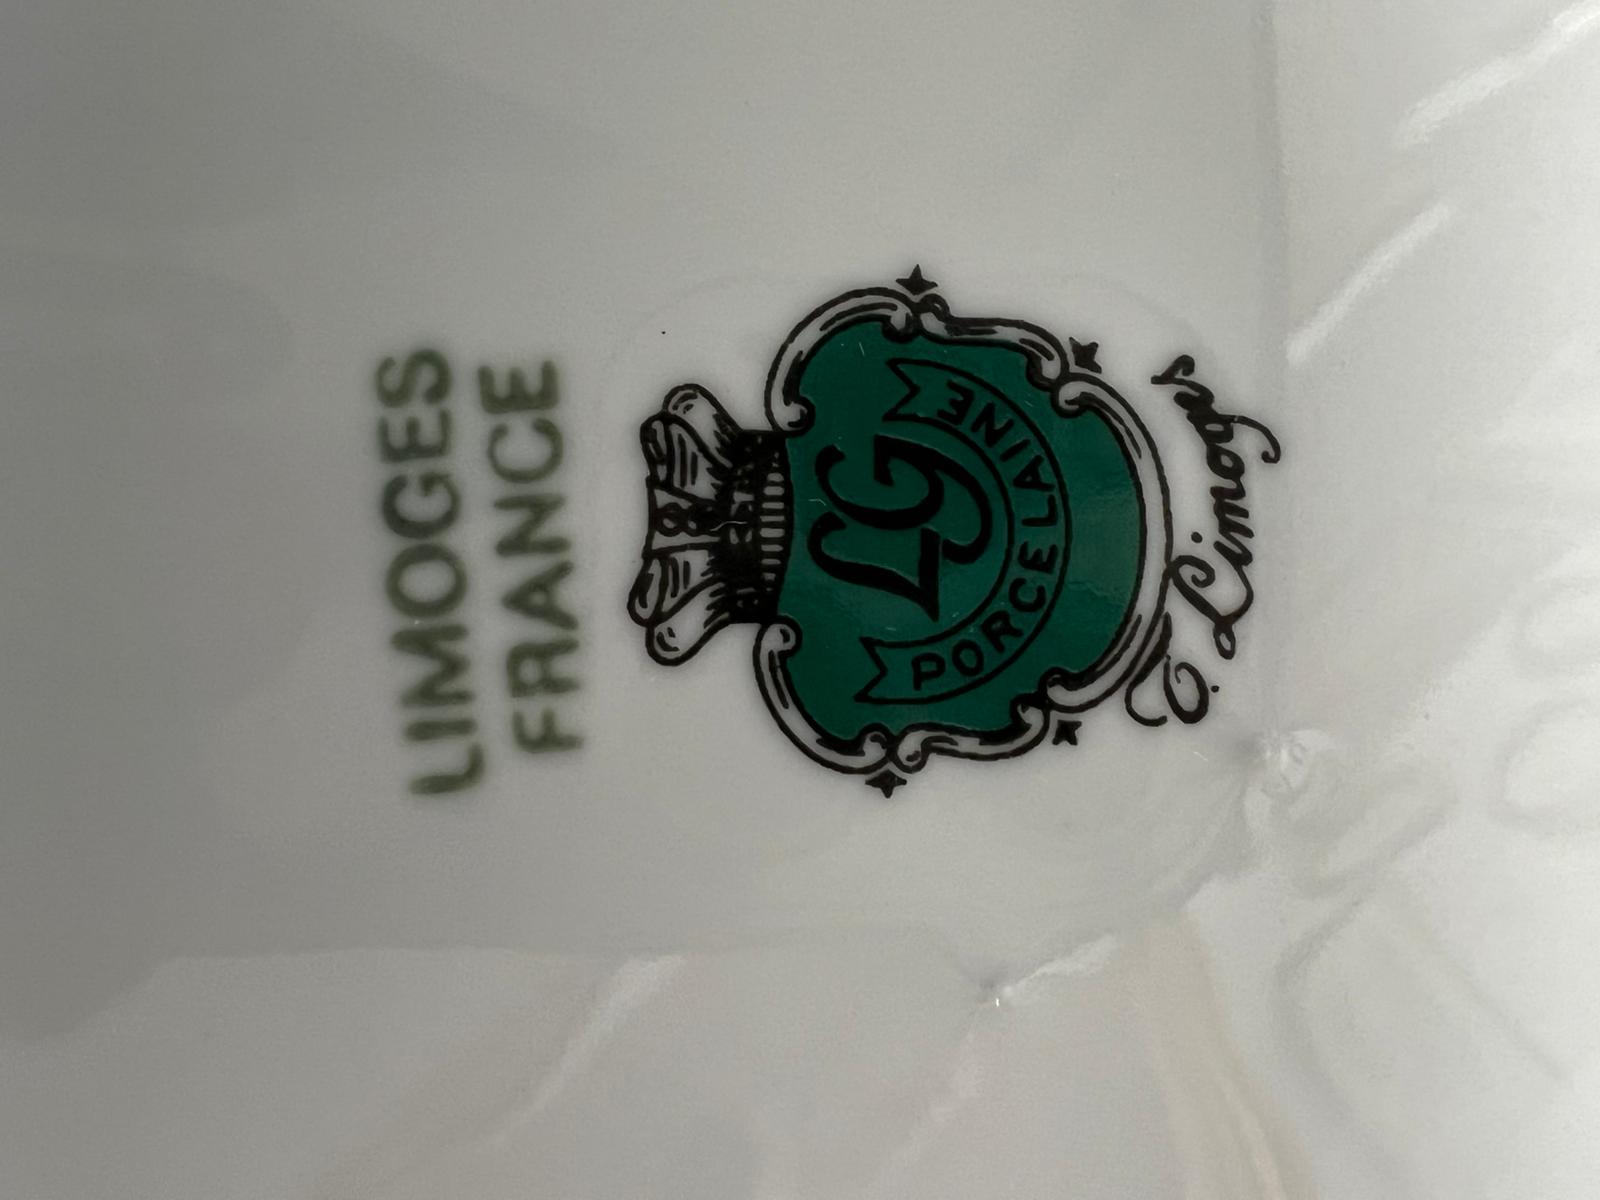 LIMOGES
FRANCE
LG
PORCELAINE
C. Limoges